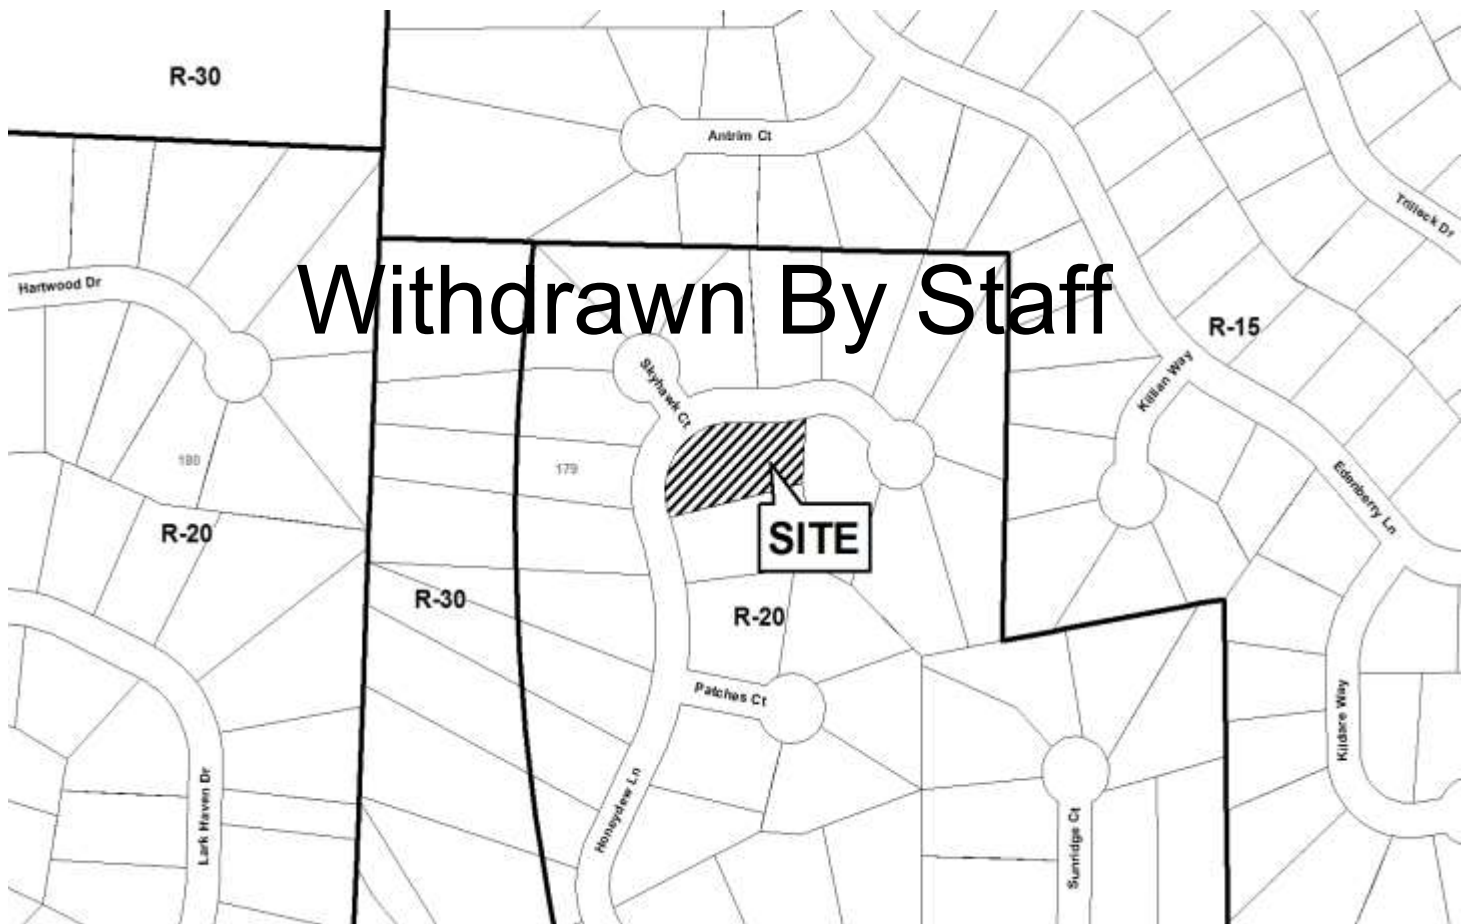 R-30
Antrim Ct
Trilleck Dr
Hartwood Dr
Withdrawn By Staff
R-15
Skyhawk Ct
Killian Way
180
179
Edenberry Ln
R-20
SITE
R-30
R-20
Patches Ct
Kildare Way
Lark Haven Dr
Honeydew Ln
Sunridge Ct